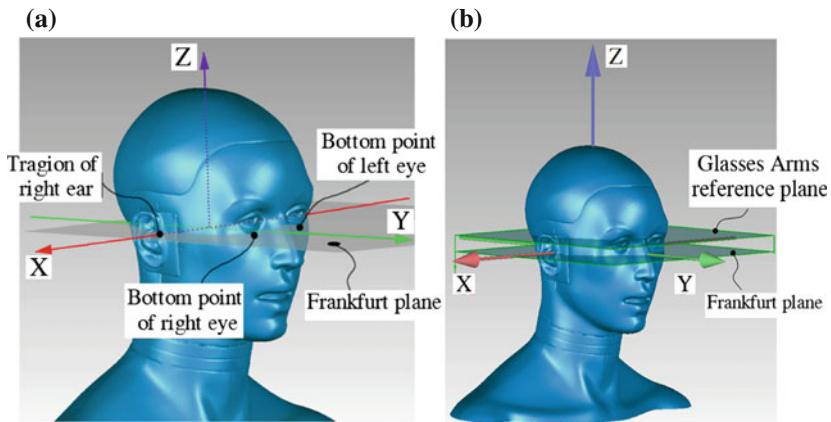 (a)
Z
Tragion of
right ear
Bottom point
of left eye
X
Y
Bottom point
of right eye
Frankfurt plane
(b)
Z
Glasses Arms
reference plane
X
Y
Frankfurt plane